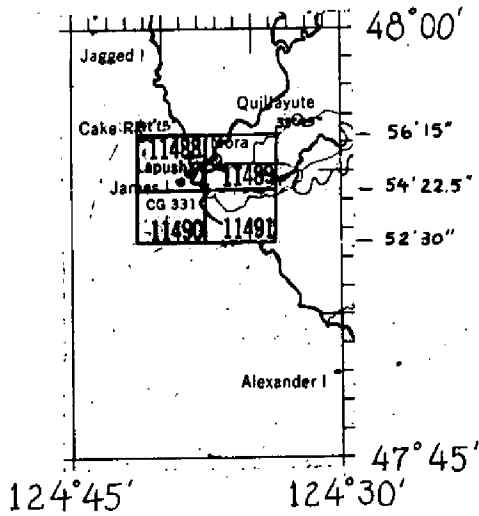 48°00'
Jagged I
Quillayute
Cake Rk
56'15"
11488 Mora
Lapush 11489
James I
54'22.5"
CG 331
11490 11491
52'30"
Alexander I
47°45'
124°45' 124°30'